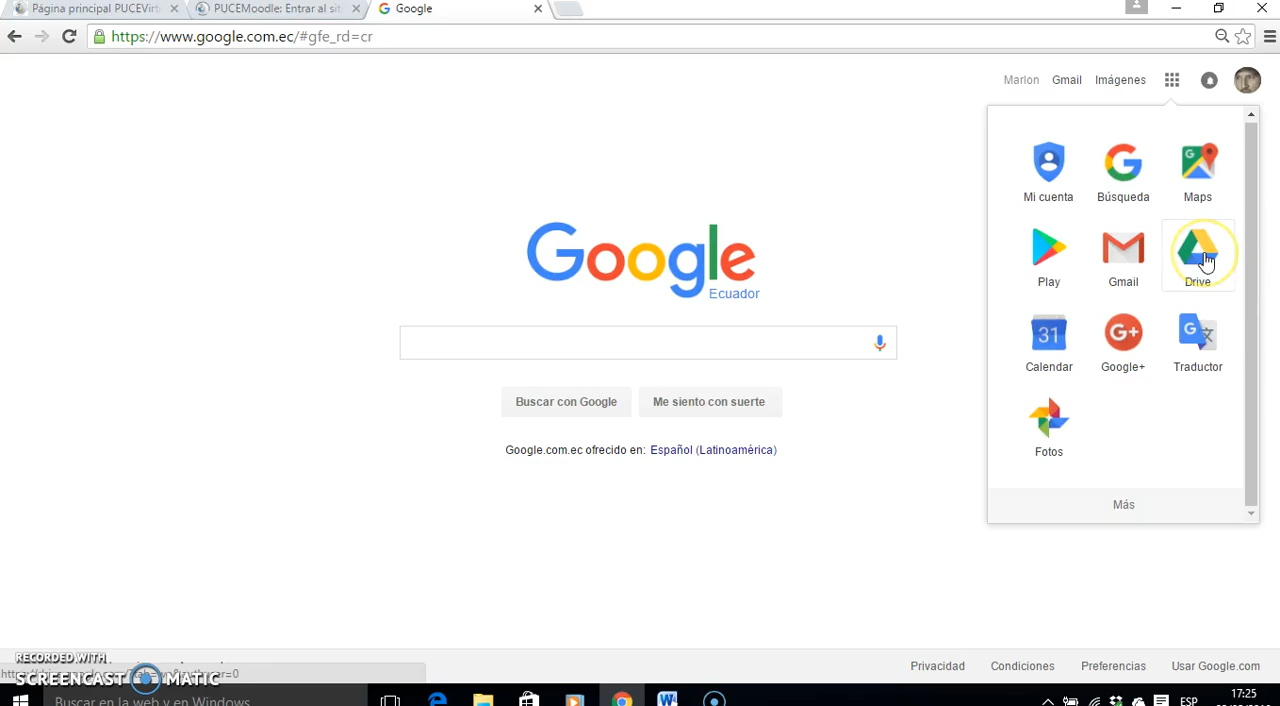 Página principal PUCEVirt
PUCEMoodle: Entrar al sit
Google
https://www.google.com.ec/#gfe_rd=cr
Marlon Gmail Imágenes
Mi cuenta Búsqueda Maps
Play Gmail Drive
31 G+
Calendar Google+ Traductor
Fotos
Más
Google
Ecuador
Buscar con Google Me siento con suerte
Google.com.ec ofrecido en: Español (Latinoamérica)
Privacidad Condiciones Preferencias Usar Google.com
RECORDED WITH
SCREENCAST MATIC
Buscar en la web y en Windows
ESP
17:25